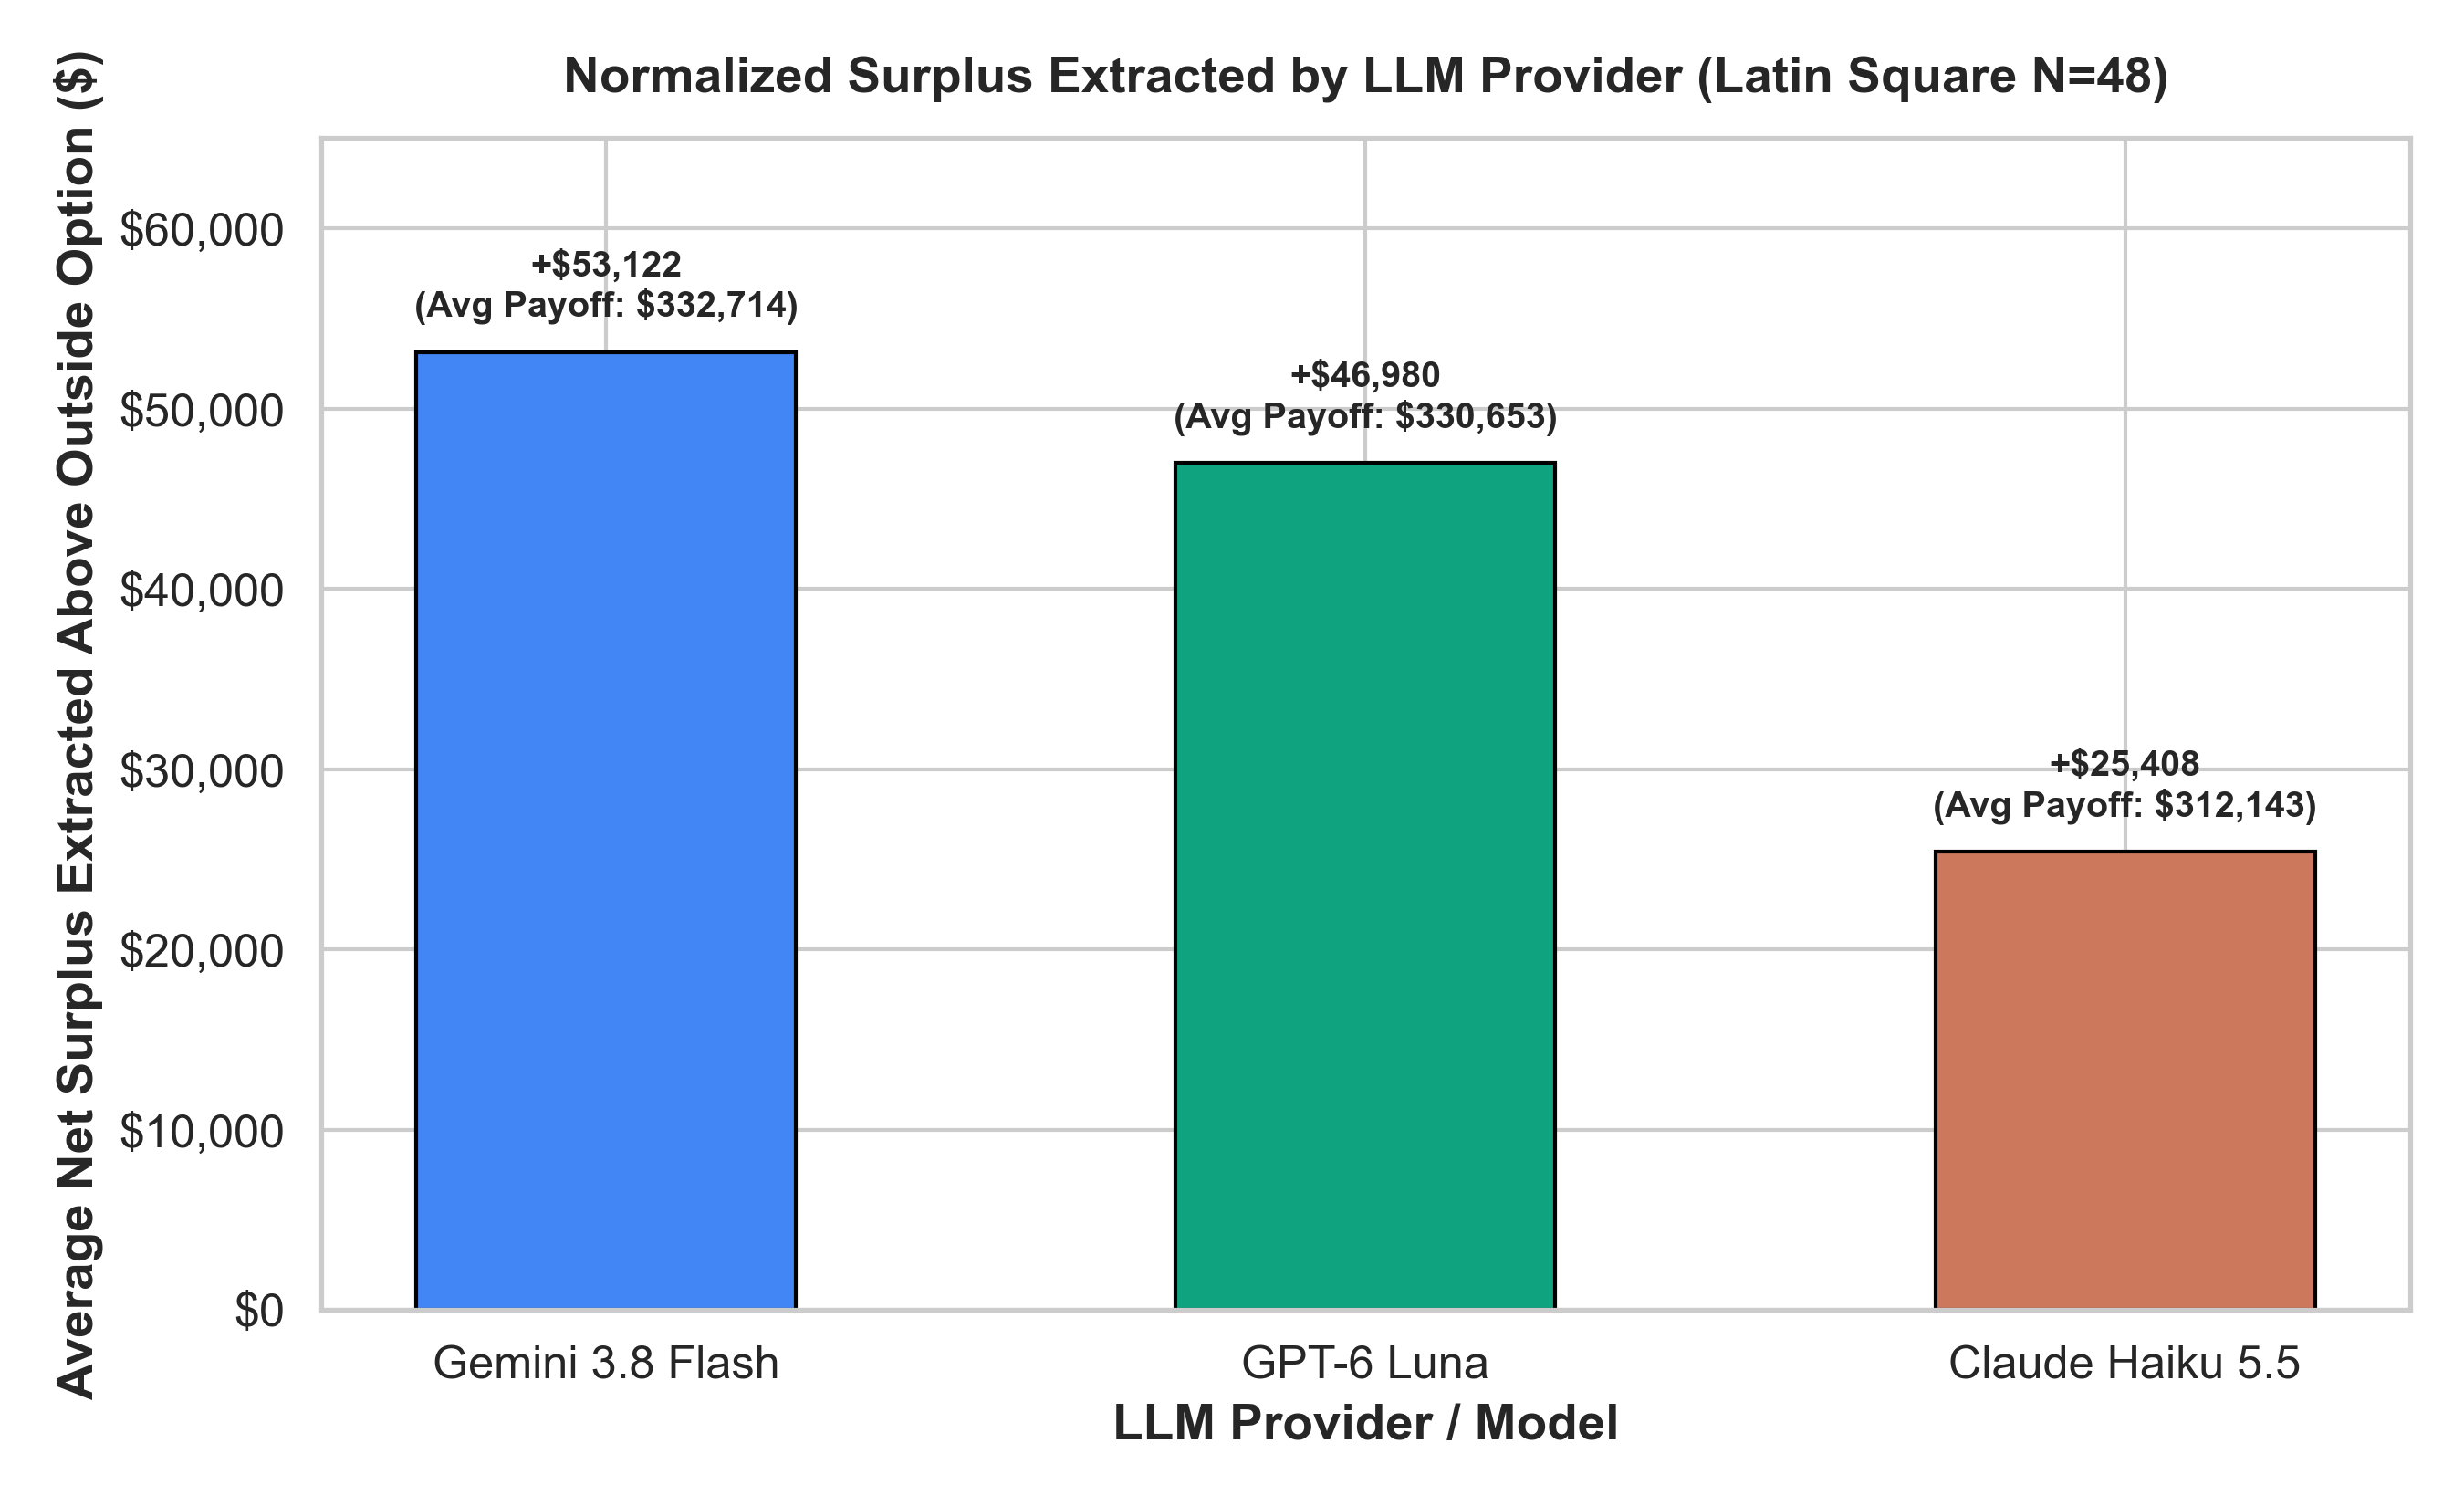 Normalized Surplus Extracted by LLM Provider (Latin Square N=48)
Average Net Surplus Extracted Above Outside Option ($)
$60,000
$50,000
$40,000
$30,000
$20,000
$10,000
$0
+$53,122
(Avg Payoff: $332,714)
+$46,980
(Avg Payoff: $330,653)
+$25,408
(Avg Payoff: $312,143)
Gemini 3.8 Flash
GPT-6 Luna
Claude Haiku 5.5
LLM Provider / Model